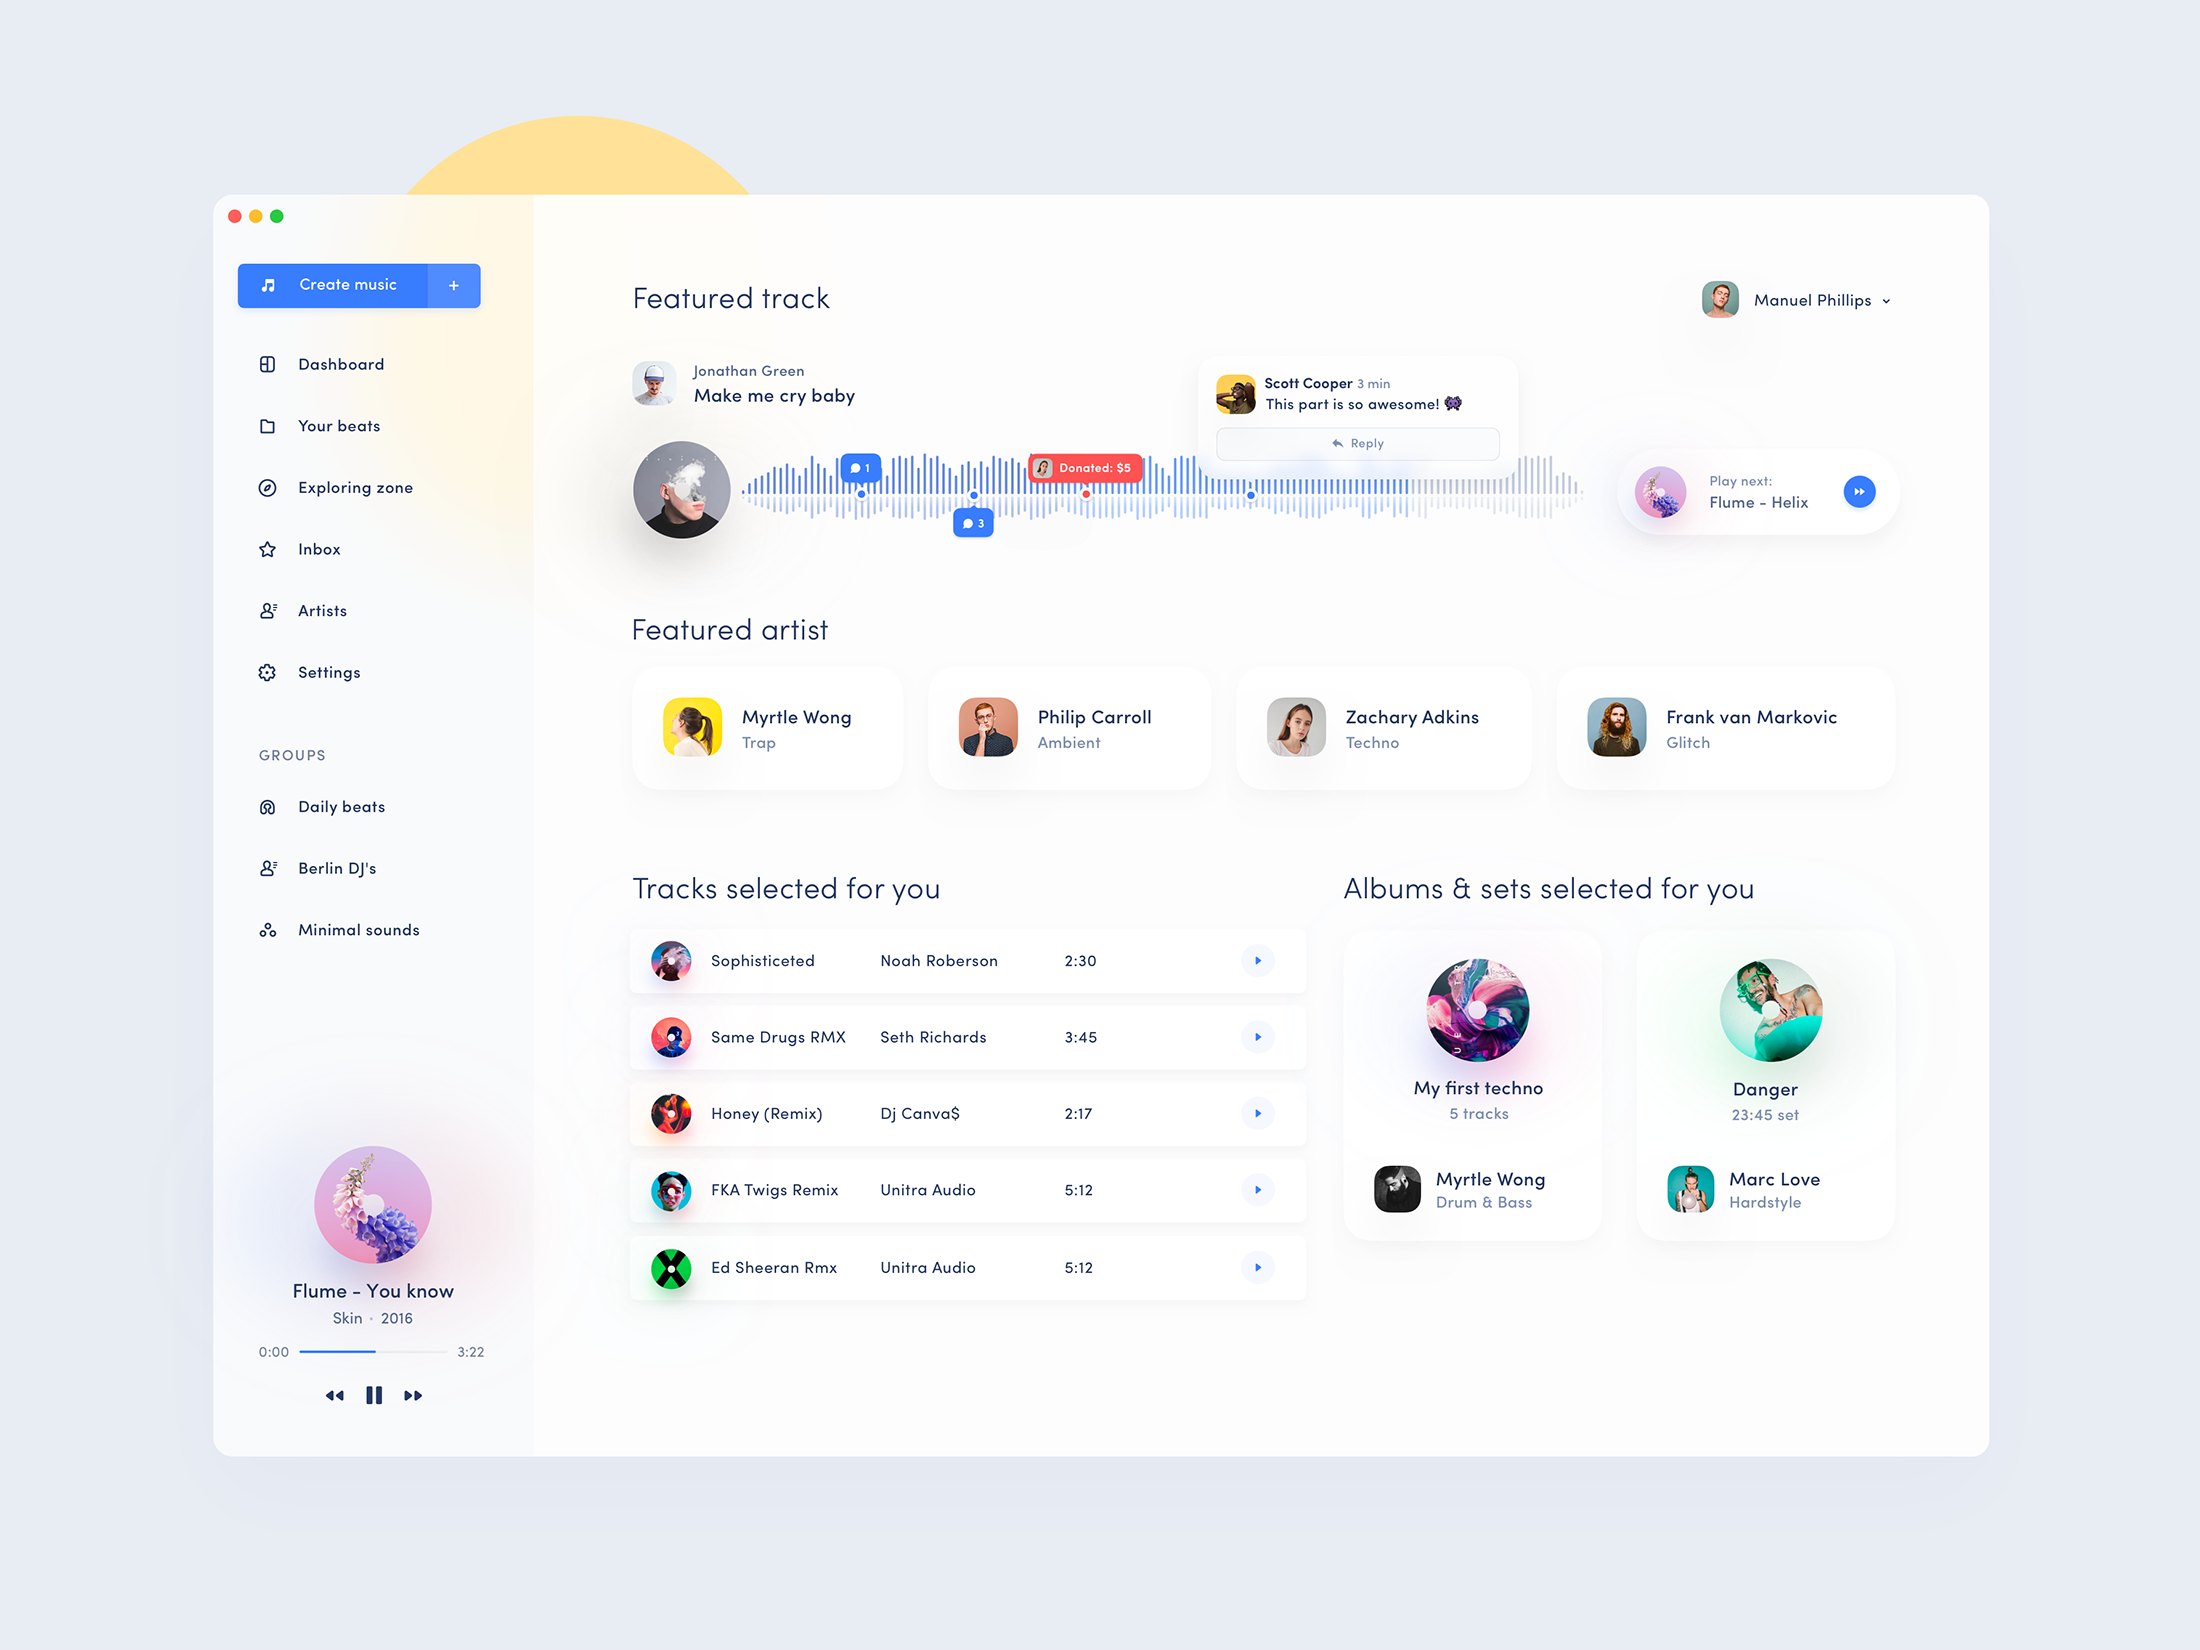 Create music
+
Dashboard
Your beats
Exploring zone
Inbox
Artists
Settings
GROUPS
Daily beats
Berlin DJ's
Minimal sounds
Flume - You know
Skin • 2016
0:00
3:22
Featured track
Manuel Phillips
Jonathan Green
Make me cry baby
Scott Cooper 3 min
This part is so awesome! 👾
Reply
1
Donated: $5
3
Play next:
Flume - Helix
Featured artist
Myrtle Wong
Trap
Philip Carroll
Ambient
Zachary Adkins
Techno
Frank van Markovic
Glitch
Tracks selected for you
Sophisticeted Noah Roberson 2:30
Same Drugs RMX Seth Richards 3:45
Honey (Remix) Dj Canva$ 2:17
FKA Twigs Remix Unitra Audio 5:12
Ed Sheeran Rmx Unitra Audio 5:12
Albums & sets selected for you
My first techno
5 tracks
Myrtle Wong
Drum & Bass
Danger
23:45 set
Marc Love
Hardstyle